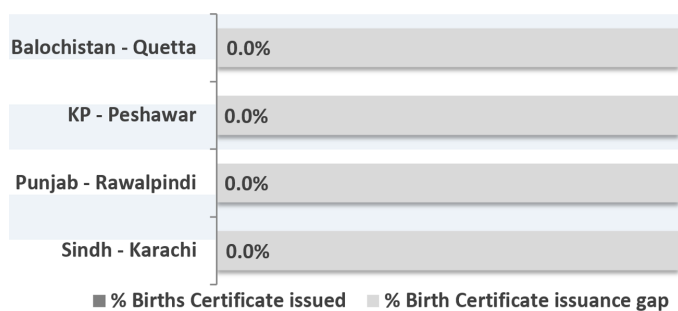 Balochistan - Quetta 0.0%
KP - Peshawar 0.0%
Punjab - Rawalpindi 0.0%
Sindh - Karachi 0.0%
% Births Certificate issued % Birth Certificate issuance gap